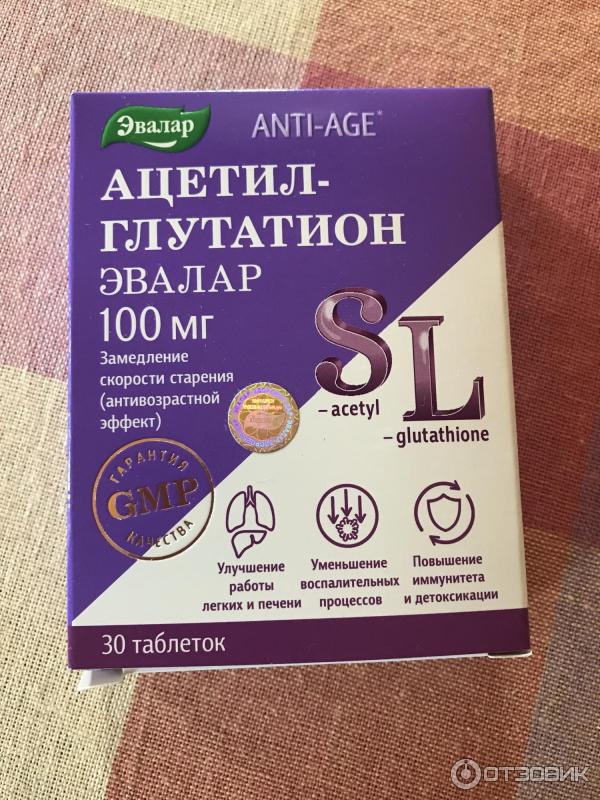 Эвалар
ANTI-AGE*
АЦЕТИЛ-
ГЛУТАТИОН
ЭВАЛАР
100 мг
Замедление
скорости старения
(антивозрастной
эффект)
S
–acetyl
L
–glutathione
ГАРАНТИЯ
GMP
КАЧЕСТВА
Улучшение
работы
легких и печени
Уменьшение
воспалительных
процессов
Повышение
иммунитета
и детоксикации
30 таблеток
ОТЗОВИК